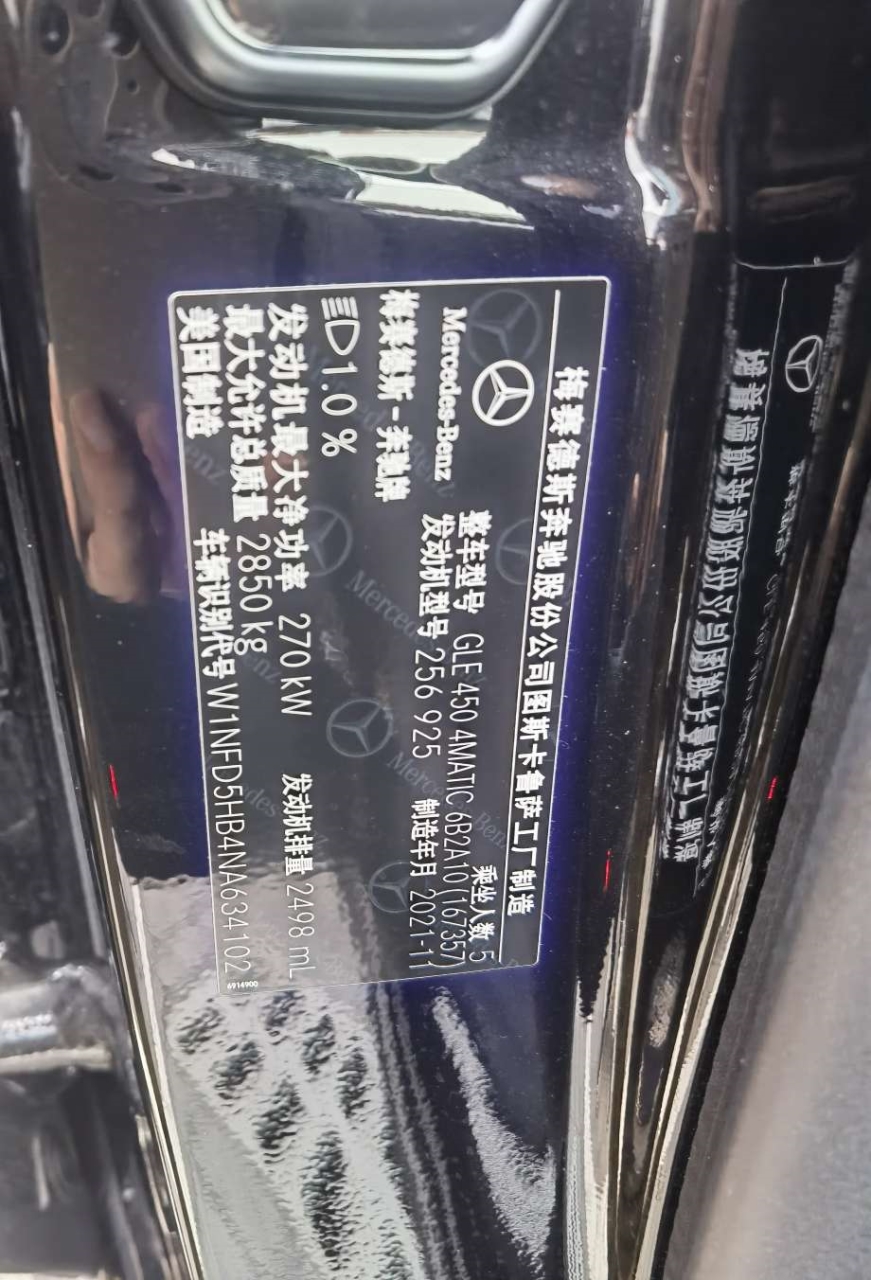 梅赛德斯奔驰股份公司图斯卡鲁萨工厂制造
Mercedes-Benz
梅赛德斯-奔驰牌
乘坐人数 5
整车型号 GLE 450 4MATIC 6B2A10 (167357)
发动机型号 256 925 制造年月 2021-11
1.0 %
发动机最大净功率 270 kW 发动机排量 2498 mL
最大允许总质量 2850 kg
美国制造 车辆识别代号 W1NFD5HB4NA634102
6914900